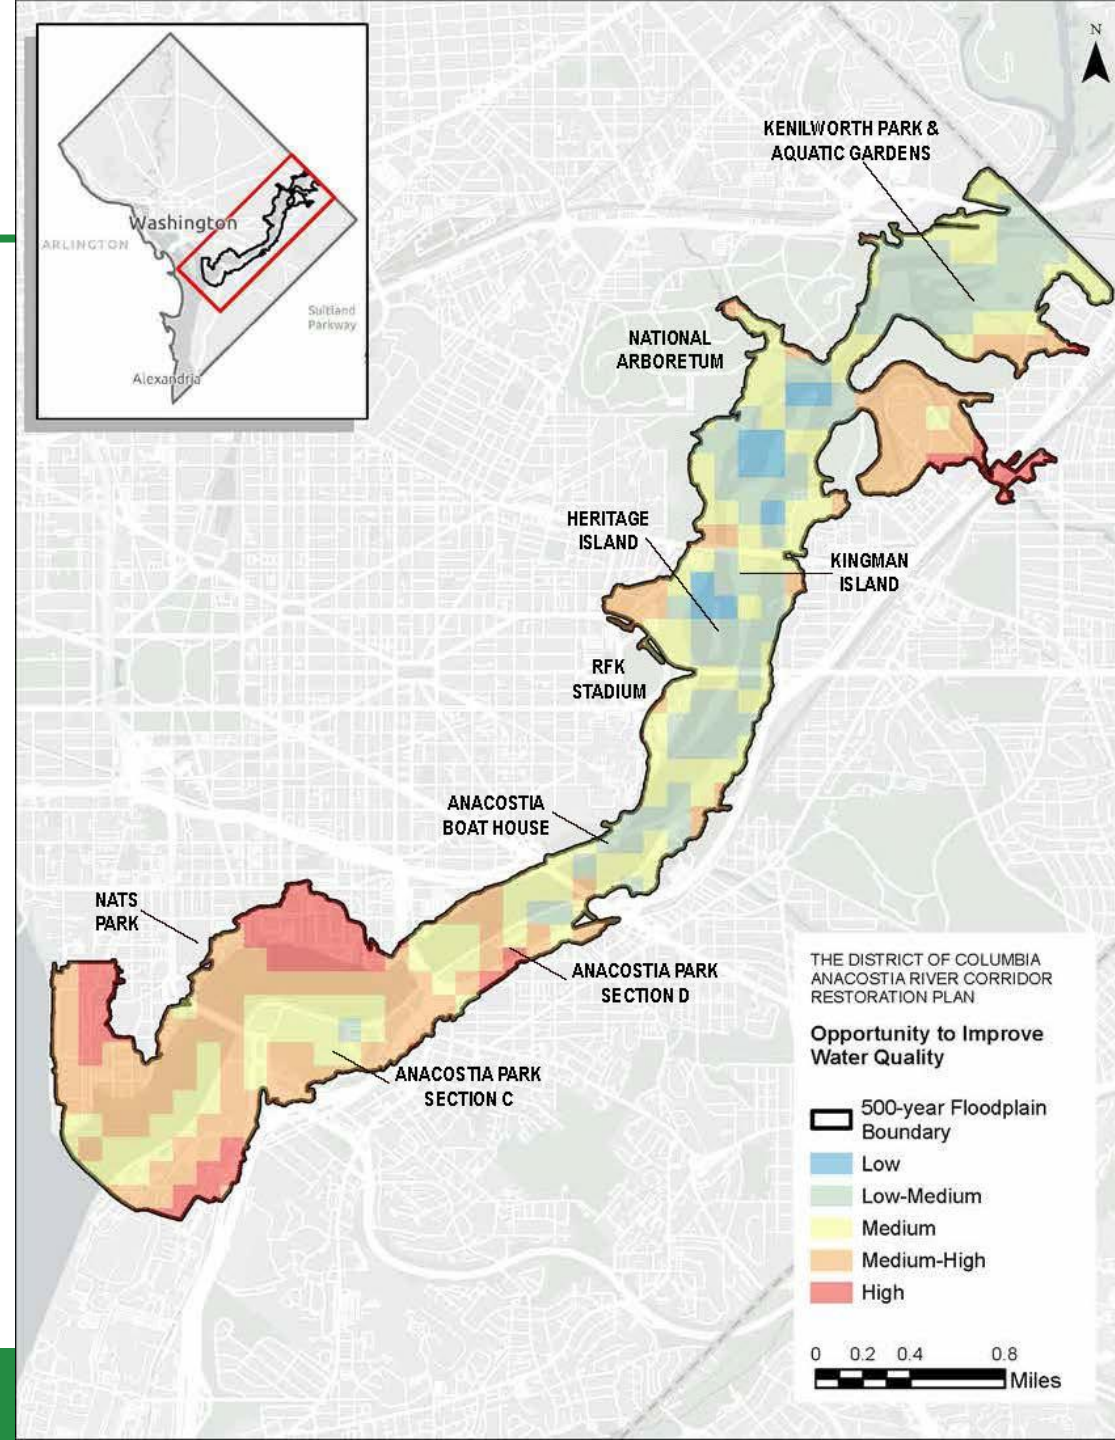 Washington
ARLINGTON
Suitland
Parkway
Alexandria
N
KENILWORTH PARK &
AQUATIC GARDENS
NATIONAL
ARBORETUM
HERITAGE
ISLAND
KINGMAN
ISLAND
RFK
STADIUM
ANACOSTIA
BOAT HOUSE
NATS
PARK
ANACOSTIA PARK
SECTION D
ANACOSTIA PARK
SECTION C
THE DISTRICT OF COLUMBIA
ANACOSTIA RIVER CORRIDOR
RESTORATION PLAN
Opportunity to Improve
Water Quality
500-year Floodplain
Boundary
Low
Low-Medium
Medium
Medium-High
High
0 0.2 0.4 0.8
Miles